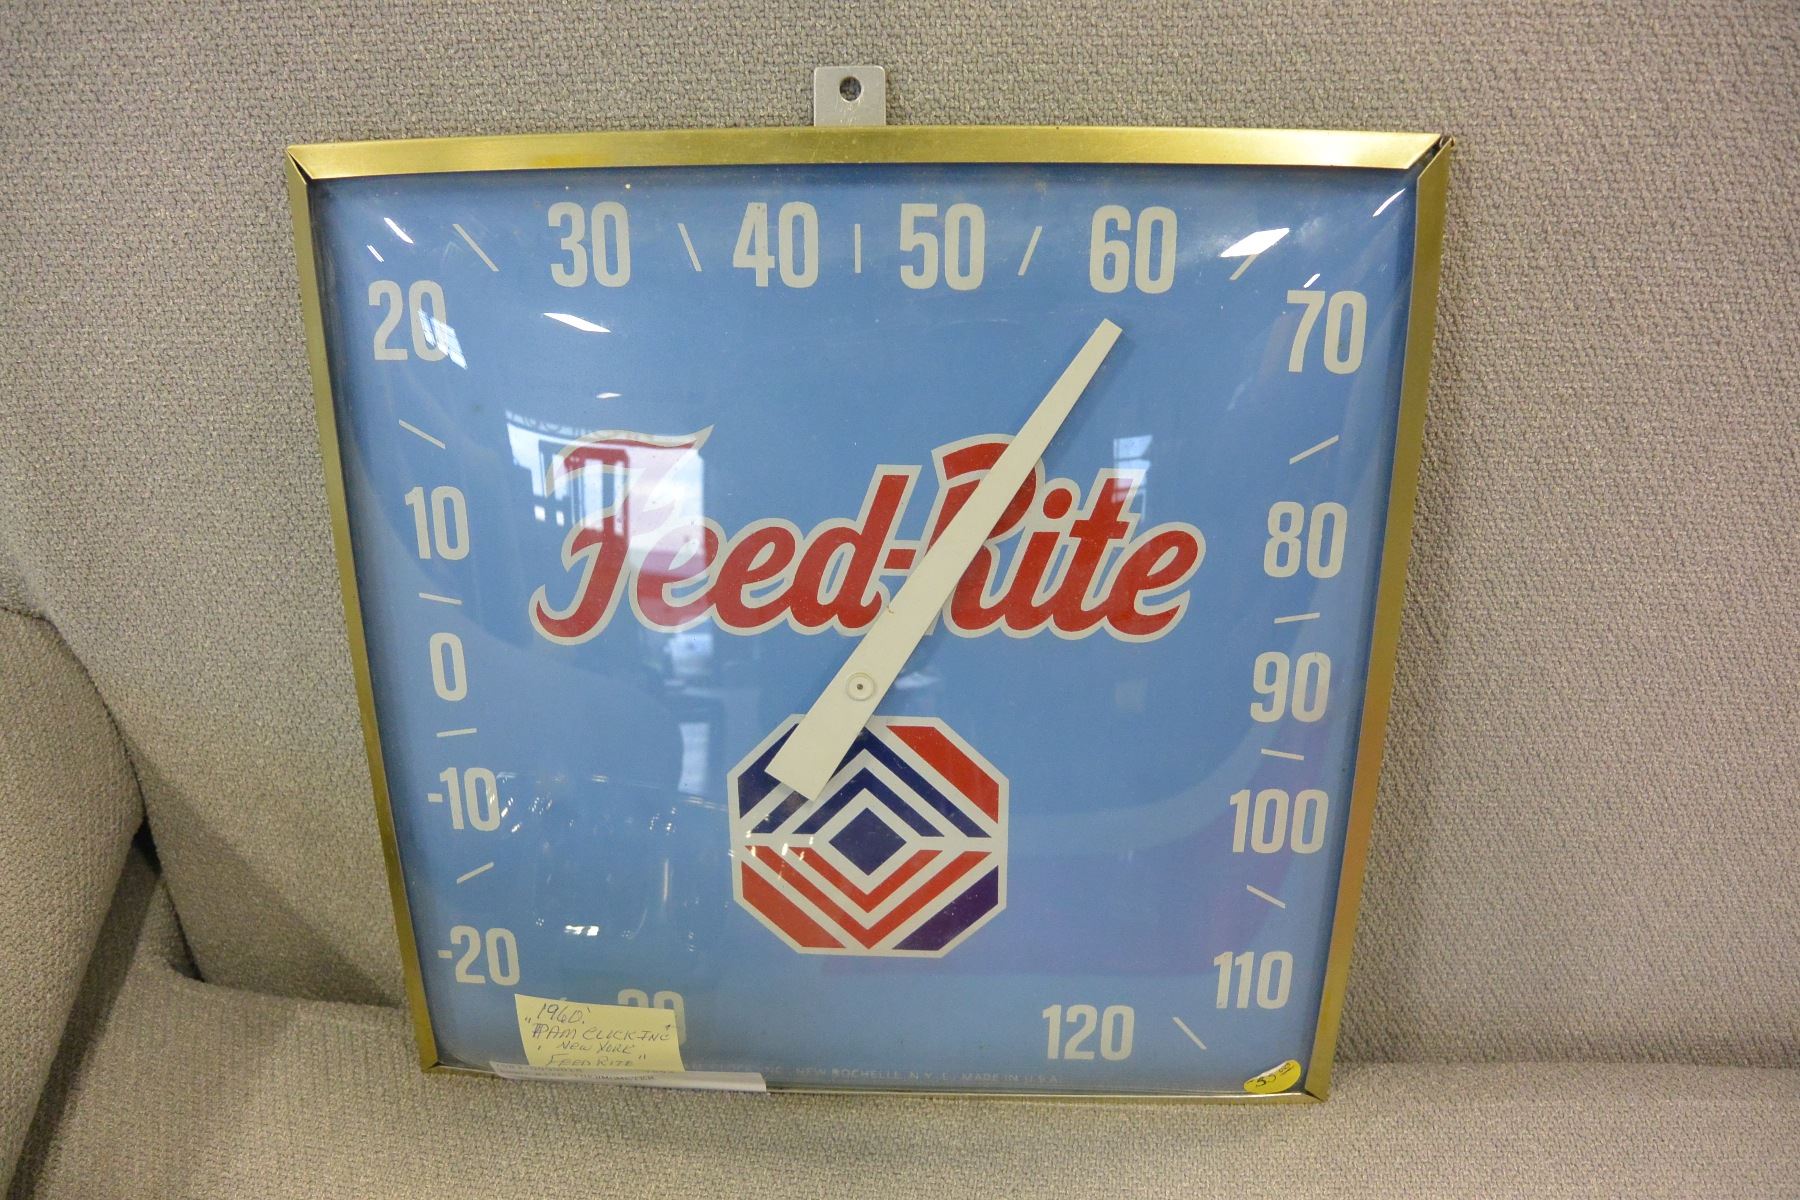 20 30 40 50 60 70
10 80
0 90
-10 100
-20 110
120
Feed-Rite
1960's
"PAM CLOCK INC
NEW YORK
FEED RITE"
INC. NEW ROCHELLE, N.Y., MADE IN U.S.A.